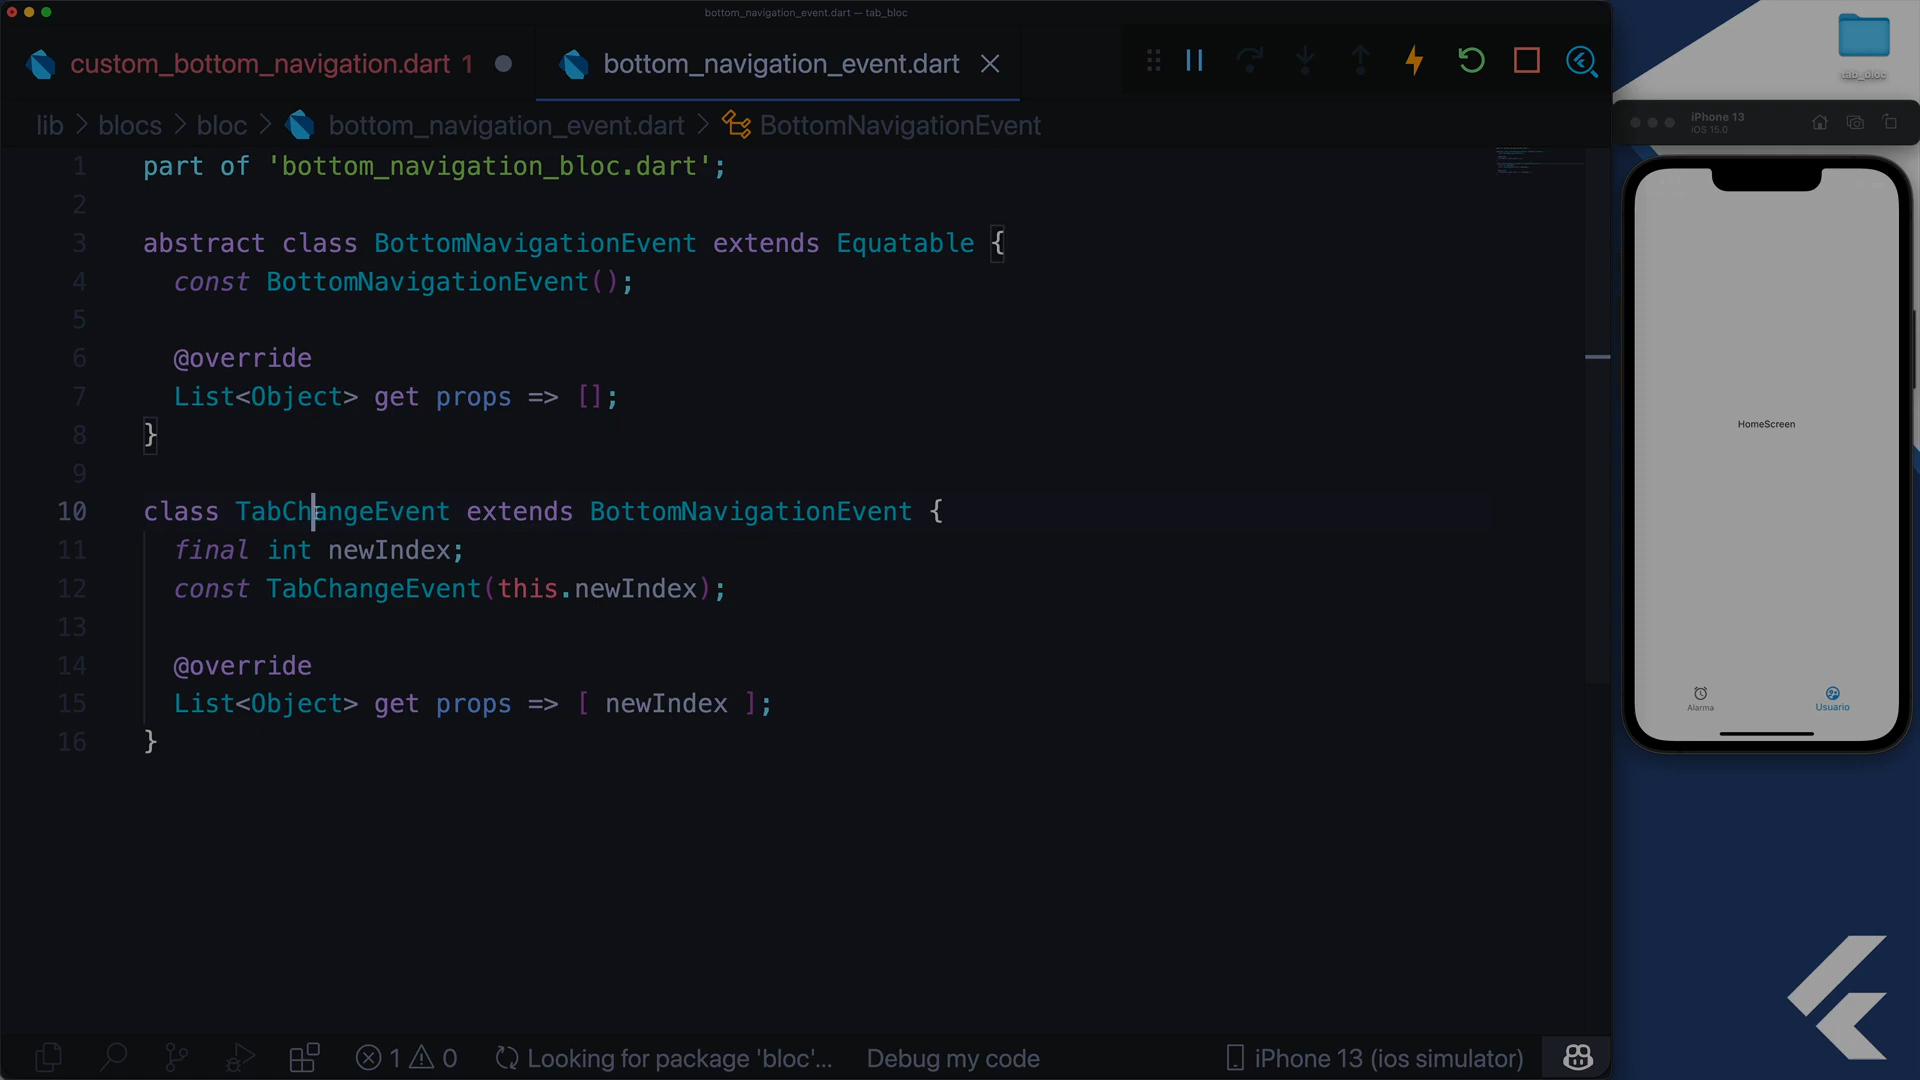 bottom_navigation_event.dart — tab_bloc
custom_bottom_navigation.dart 1
bottom_navigation_event.dart
lib > blocs > bloc > bottom_navigation_event.dart > BottomNavigationEvent
1 part of 'bottom_navigation_bloc.dart';
2
3 abstract class BottomNavigationEvent extends Equatable {
4 const BottomNavigationEvent();
5
6 @override
7 List<Object> get props => [];
8 }
9
10 class TabChangeEvent extends BottomNavigationEvent {
11 final int newIndex;
12 const TabChangeEvent(this.newIndex);
13
14 @override
15 List<Object> get props => [ newIndex ];
16 }
1 0 Looking for package 'bloc'... Debug my code iPhone 13 (ios simulator)
tab_bloc
iPhone 13
iOS 15.0
HomeScreen
Alarma
Usuario